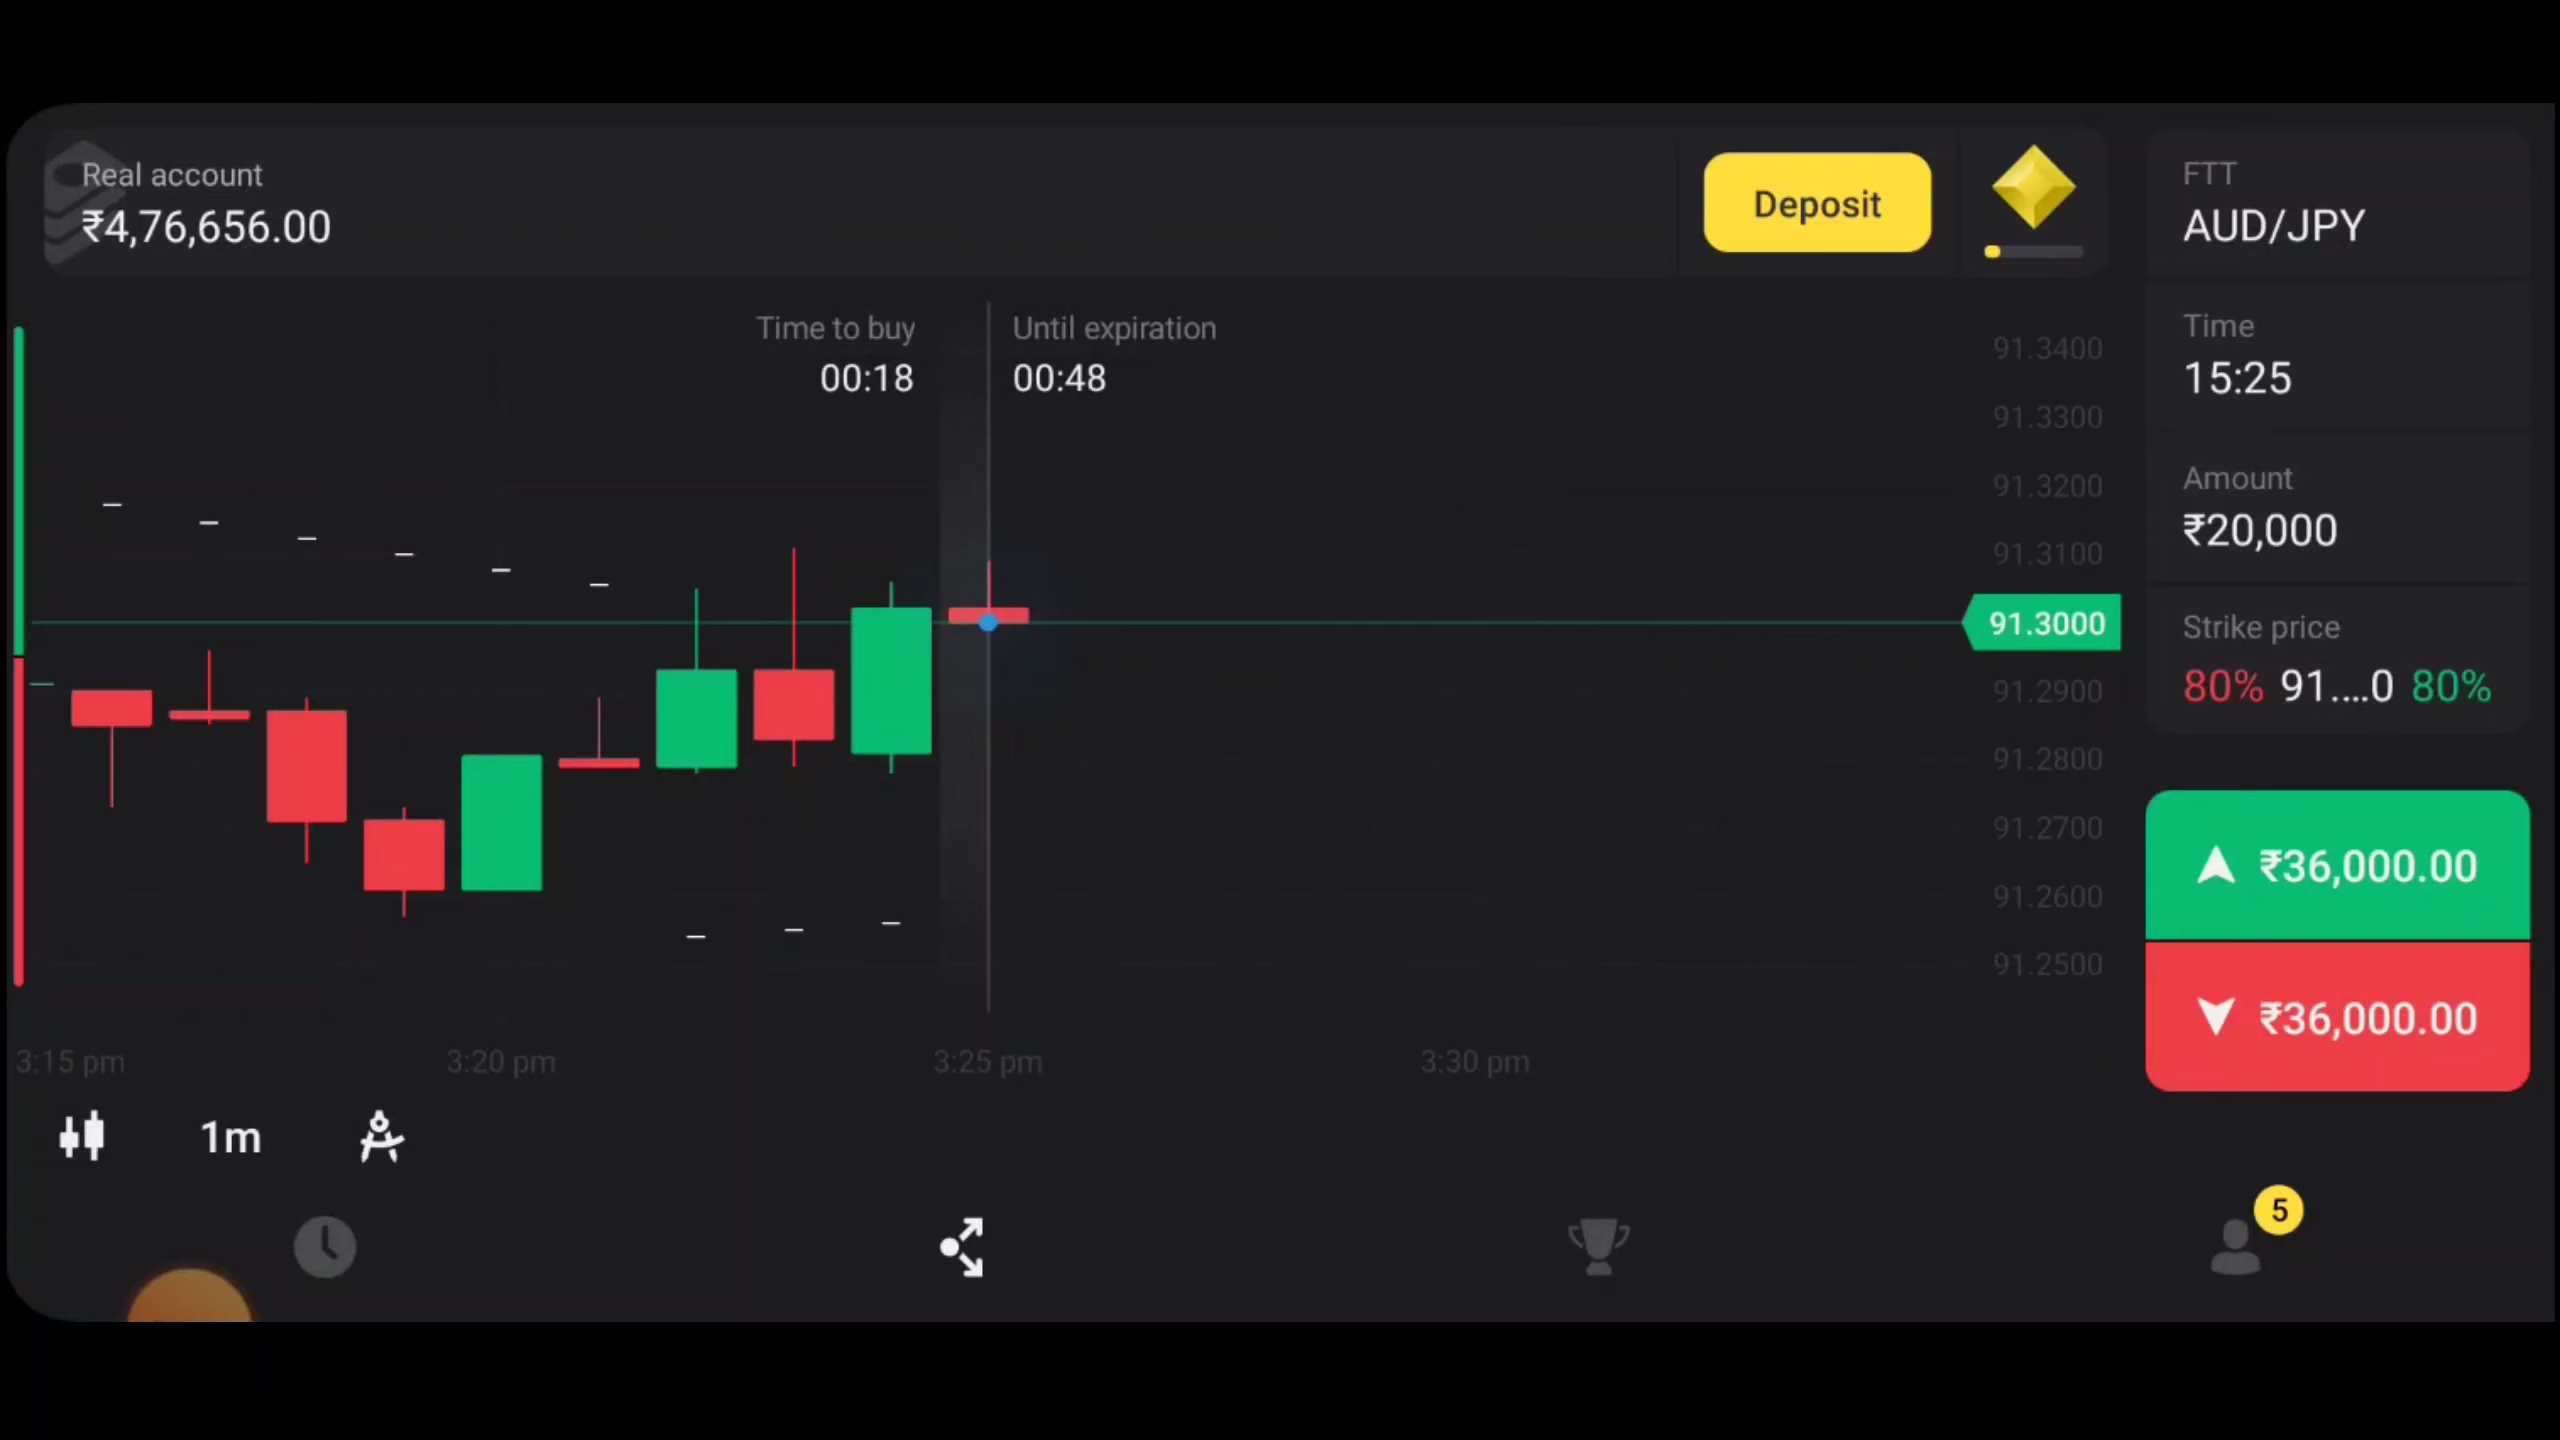 Real account
₹4,76,656.00
Deposit
FTT
AUD/JPY
Time to buy
00:18
Until expiration
00:48
Time
15:25
Amount
₹20,000
Strike price
80% 91....0 80%
91.3400
91.3300
91.3200
91.3100
91.3000
91.2900
91.2800
91.2700
91.2600
91.2500
₹36,000.00
₹36,000.00
3:15 pm
3:20 pm
3:25 pm
3:30 pm
1m
5